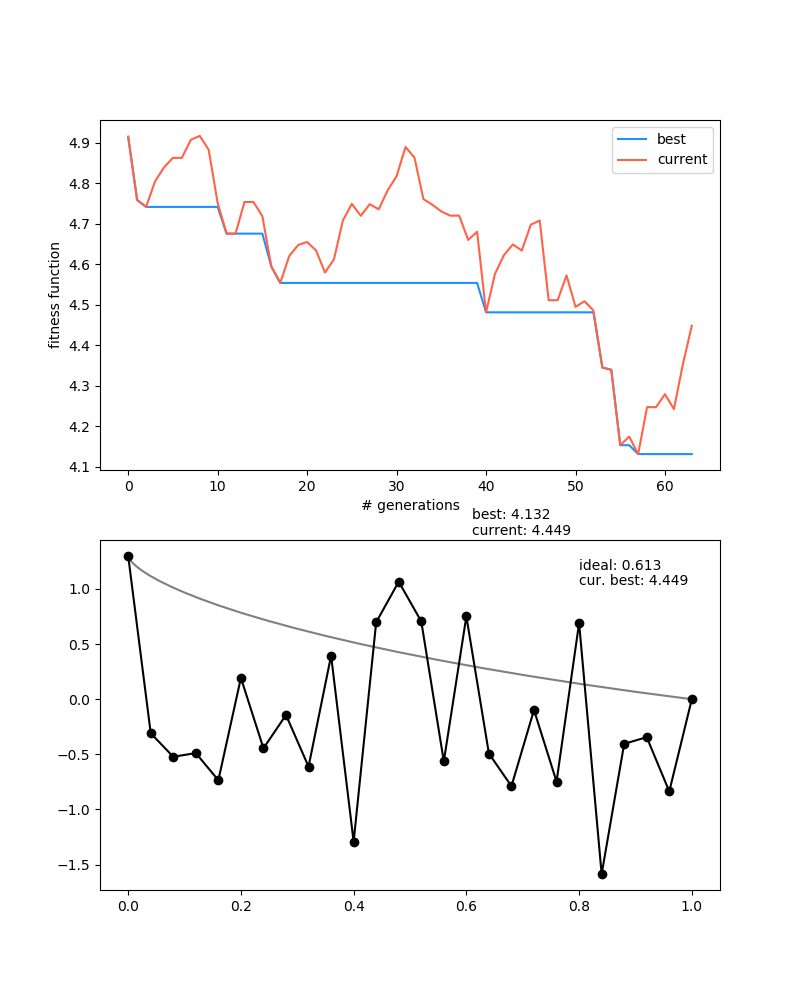 4.9
4.8
4.7
4.6
4.5
4.4
4.3
4.2
4.1
fitness function
best
current
0 10 20 30 40 50 60
# generations
best: 4.132
current: 4.449
ideal: 0.613
cur. best: 4.449
1.0
0.5
0.0
−0.5
−1.0
−1.5
0.0 0.2 0.4 0.6 0.8 1.0